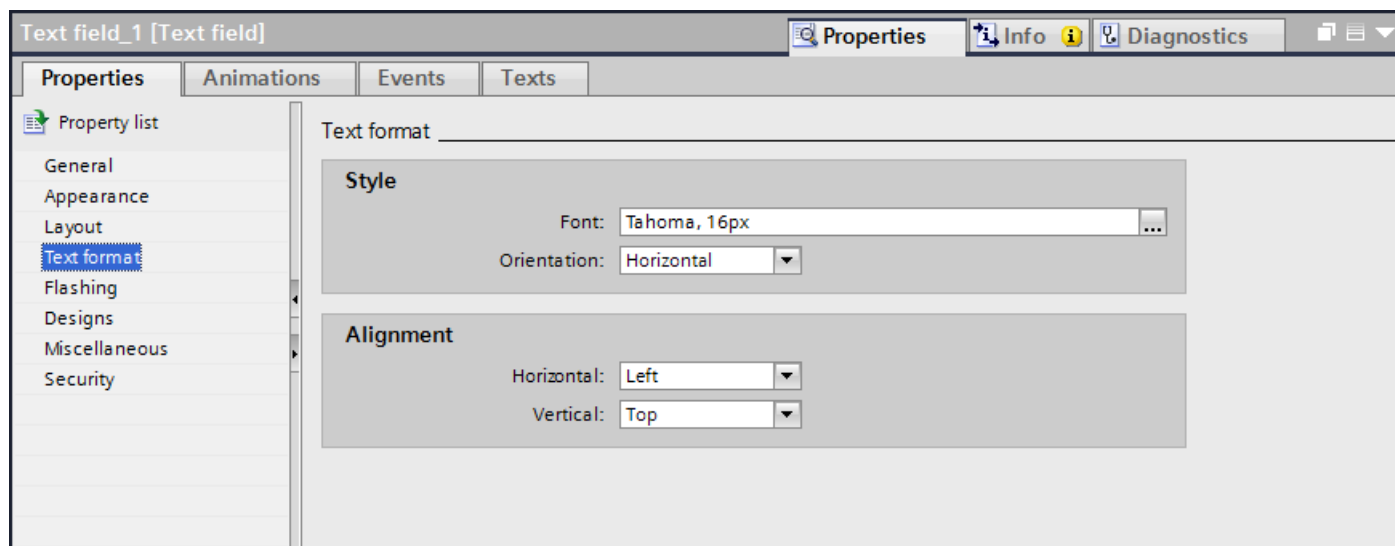 Text field_1 [Text field]
Properties
Info
Diagnostics
Properties
Animations
Events
Texts
Property list
General
Appearance
Layout
Text format
Flashing
Designs
Miscellaneous
Security
Text format
Style
Font: Tahoma, 16px ...
Orientation: Horizontal
Alignment
Horizontal: Left
Vertical: Top